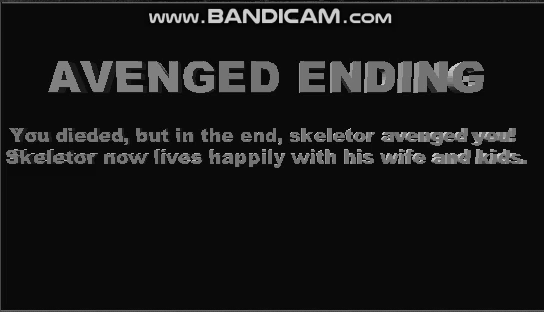 www.BANDICAM.com
AVENGED ENDING
You dieded, but in the end, skeletor avenged you!
Skeletor now lives happily with his wife and kids.